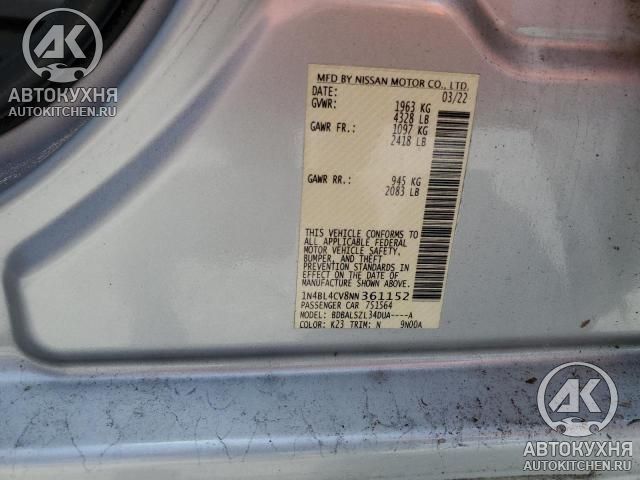 AK
АВТОКУХНЯ
AUTOKITCHEN.RU
MFD BY NISSAN MOTOR CO., LTD.
DATE: 03/22
GVWR: 1963 KG
4328 LB
GAWR FR.: 1097 KG
2418 LB
GAWR RR.: 945 KG
2083 LB
THIS VEHICLE CONFORMS TO
ALL APPLICABLE FEDERAL
MOTOR VEHICLE SAFETY,
BUMPER, AND THEFT
PREVENTION STANDARDS IN
EFFECT ON THE DATE OF
MANUFACTURE SHOWN ABOVE.
1N4BL4CV8NN361152
PASSENGER CAR 751564
MODEL: BDBALSZL34DUA----A
COLOR: K23 TRIM: N 9N00A
AK
АВТОКУХНЯ
AUTOKITCHEN.RU